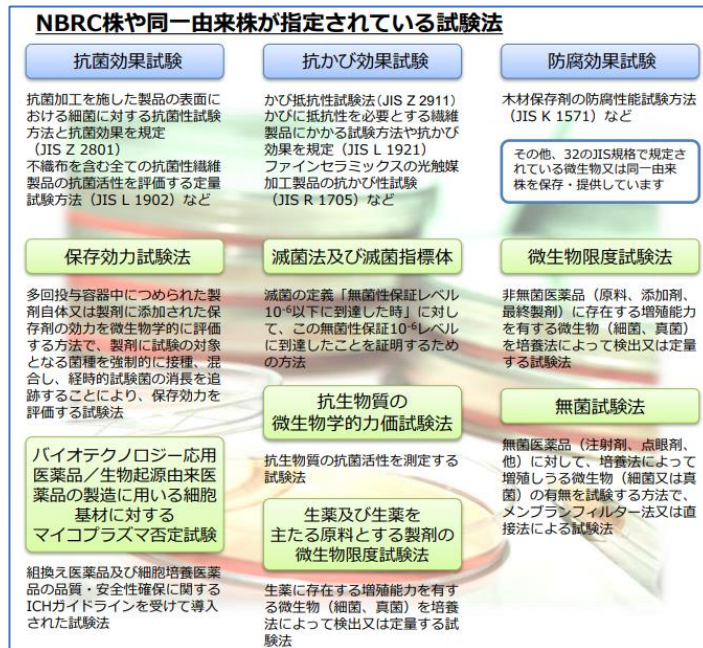 NBRC株や同一由来株が指定されている試験法
抗菌効果試験
抗菌加工を施した製品の表面に
おける細菌に対する抗菌性試験
方法と抗菌効果を規定
（JIS Z 2801）
不織布を含む全ての抗菌性繊維
製品の抗菌活性を評価する定量
試験方法（JIS L 1902）など
抗かび効果試験
かび抵抗性試験法（JIS Z 2911）
かびに抵抗性を必要とする繊維
製品にかかる試験方法や抗かび
効果を規定（JIS L 1921）
ファインセラミックスの光触媒
加工製品の抗かび性試験
（JIS R 1705）など
防腐効果試験
木材保存剤の防腐性能試験方法
（JIS K 1571）など
その他、32のJIS規格で規定さ
れている微生物又は同一由来
株を保存・提供しています
保存効力試験法
多回投与容器中につめられた製
剤自体又は製剤に添加された保
存剤の効力を微生物学的に評価
する方法で、製剤に試験の対象
となる菌種を強制的に接種、混
合し、経時的試験菌の消長を追
跡することにより、保存効力を
評価する試験法
滅菌法及び滅菌指標体
滅菌の定義「無菌性保証レベル
10⁻⁶以下に到達した時」に対し
て、この無菌性保証10⁻⁶レベル
に到達したことを証明するため
の方法
微生物限度試験法
非無菌医薬品（原料、添加剤、
最終製剤）に存在する増殖能力
を有する微生物（細菌、真菌）
を培養法によって検出又は定量
する試験法
抗生物質の
微生物学的力価試験法
抗生物質の抗菌活性を測定する
試験法
無菌試験法
無菌医薬品（注射剤、点眼剤、
他）に対して、培養法によって
増殖しうる微生物（細菌又は真
菌）の有無を試験する方法で、
メンブランフィルター法又は直
接法による試験法
バイオテクノロジー応用
医薬品／生物起源由来医
薬品の製造に用いる細胞
基材に対する
マイコプラズマ否定試験
組換え医薬品及び細胞培養医薬
品の品質・安全性確保に関する
ICHガイドラインを受けて導入
された試験法
生薬及び生薬を
主たる原料とする製剤の
微生物限度試験法
生薬に存在する増殖能力を有す
る微生物（細菌、真菌）を培養
法によって検出又は定量する試
験法